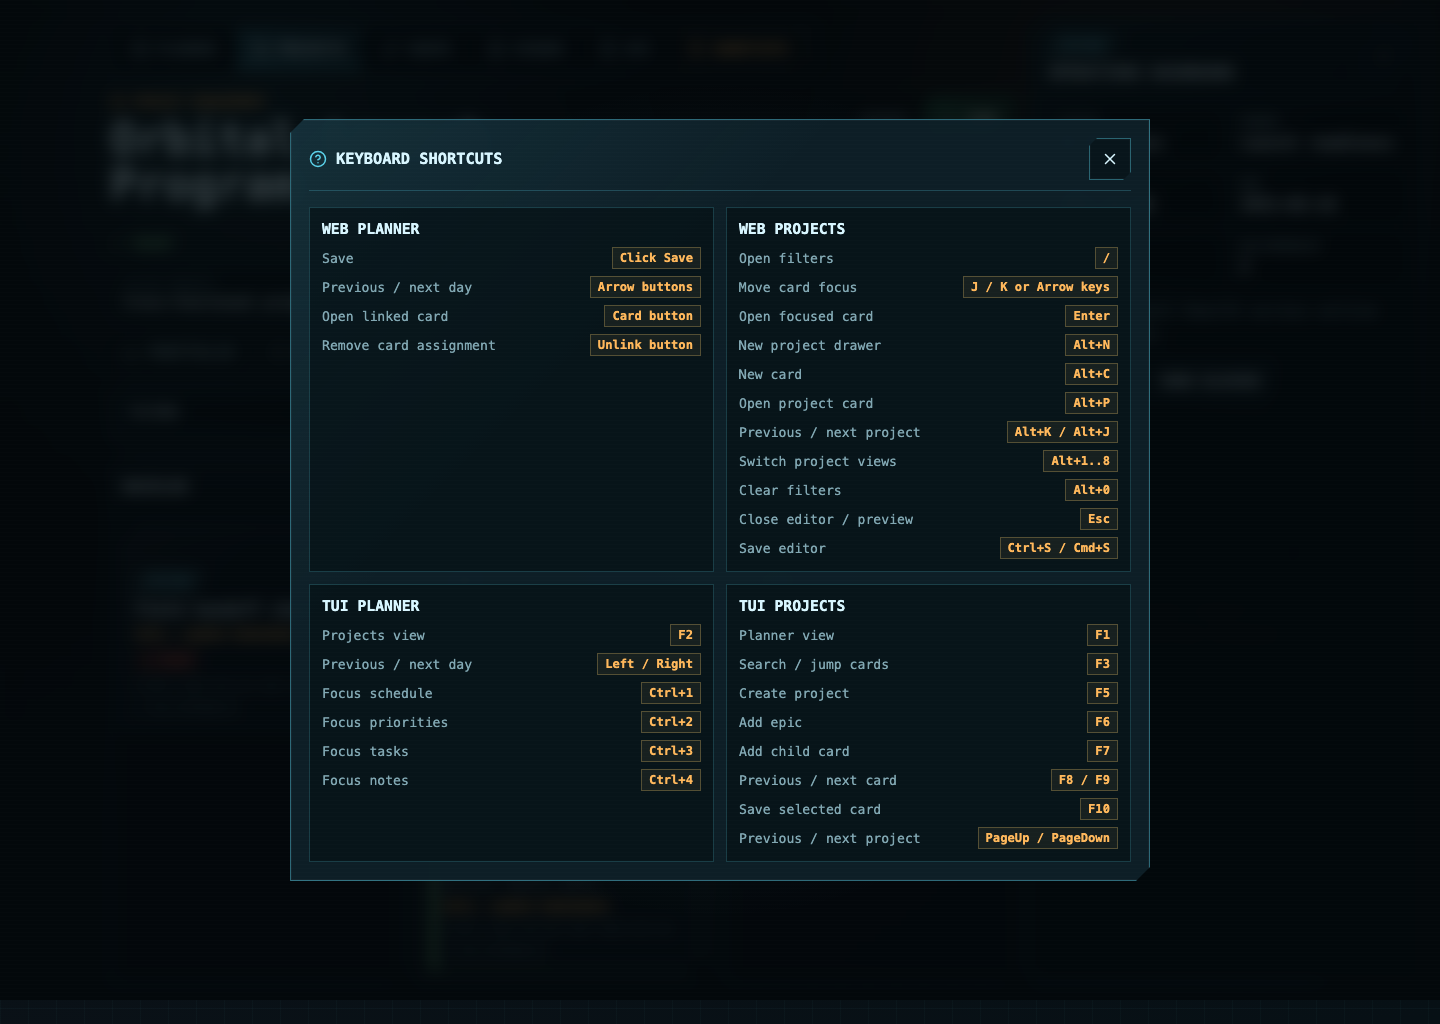 KEYBOARD SHORTCUTS
WEB PLANNER
Save Click Save
Previous / next day Arrow buttons
Open linked card Card button
Remove card assignment Unlink button
WEB PROJECTS
Open filters /
Move card focus J / K or Arrow keys
Open focused card Enter
New project drawer Alt+N
New card Alt+C
Open project card Alt+P
Previous / next project Alt+K / Alt+J
Switch project views Alt+1..8
Clear filters Alt+0
Close editor / preview Esc
Save editor Ctrl+S / Cmd+S
TUI PLANNER
Projects view F2
Previous / next day Left / Right
Focus schedule Ctrl+1
Focus priorities Ctrl+2
Focus tasks Ctrl+3
Focus notes Ctrl+4
TUI PROJECTS
Planner view F1
Search / jump cards F3
Create project F5
Add epic F6
Add child card F7
Previous / next card F8 / F9
Save selected card F10
Previous / next project PageUp / PageDown